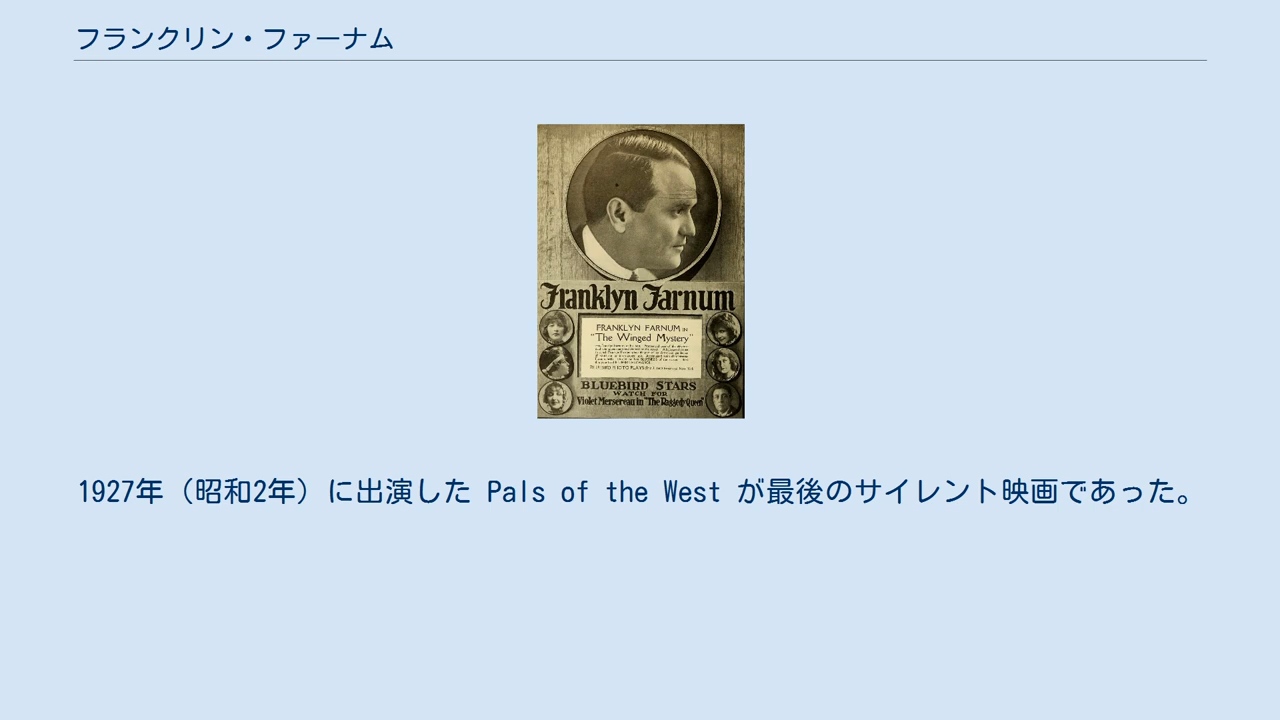 フランクリン・ファーナム
Franklyn Farnum
FRANKLYN FARNUM IN
"The Winged Mystery"
BLUEBIRD STARS
WATCH FOR
Violet Mersereau in "The Ragged Queen"
1927年（昭和2年）に出演した Pals of the West が最後のサイレント映画であった。